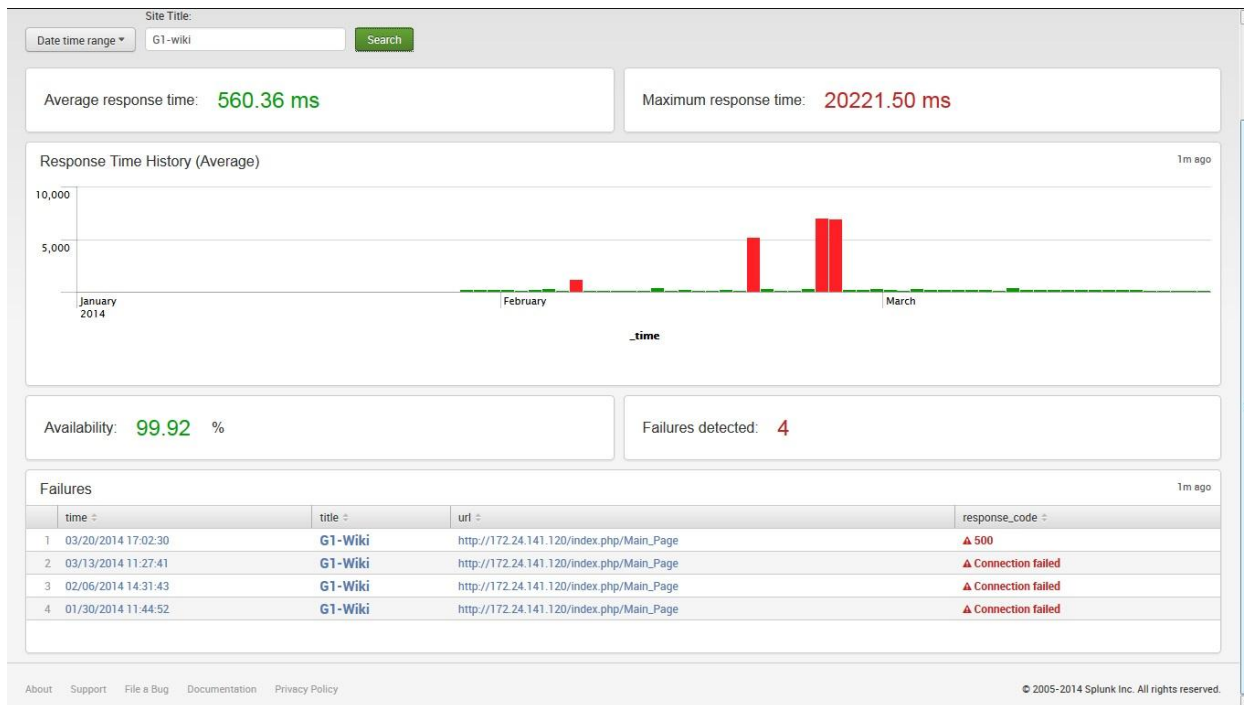 Site Title:
Date time range
G1-wiki
Search
Average response time: 560.36 ms
Maximum response time: 20221.50 ms
Response Time History (Average)
1m ago
10,000
5,000
January
2014
February
March
_time
Availability: 99.92 %
Failures detected: 4
Failures
1m ago
time title url response_code
1 03/20/2014 17:02:30 G1-Wiki http://172.24.141.120/index.php/Main_Page 500
2 03/13/2014 11:27:41 G1-Wiki http://172.24.141.120/index.php/Main_Page Connection failed
3 02/06/2014 14:31:43 G1-Wiki http://172.24.141.120/index.php/Main_Page Connection failed
4 01/30/2014 11:44:52 G1-Wiki http://172.24.141.120/index.php/Main_Page Connection failed
About Support File a Bug Documentation Privacy Policy
© 2005-2014 Splunk Inc. All rights reserved.